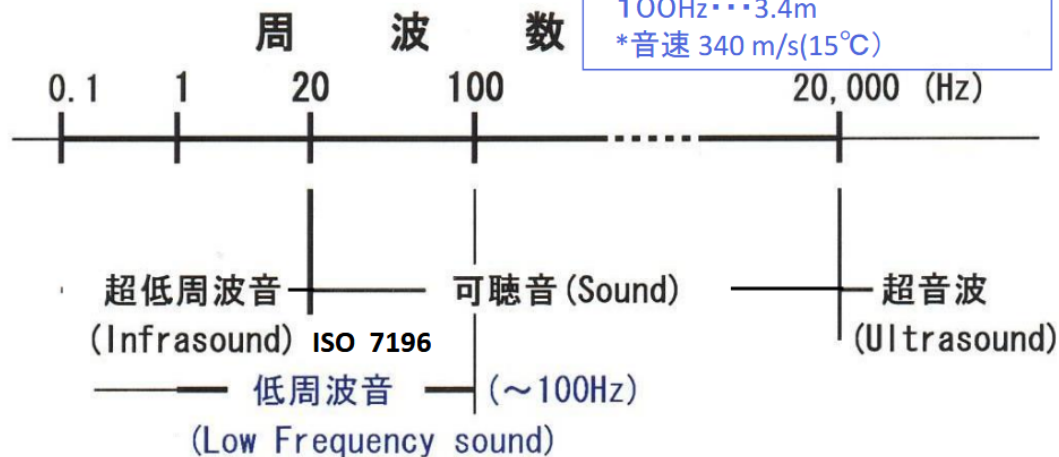 100Hz・・・3.4m
*音速 340 m/s(15℃)
周 波 数
0.1 1 20 100 20,000 (Hz)
超低周波音 可聴音(Sound) 超音波
(Infrasound) ISO 7196 (Ultrasound)
低周波音 (～100Hz)
(Low Frequency sound)